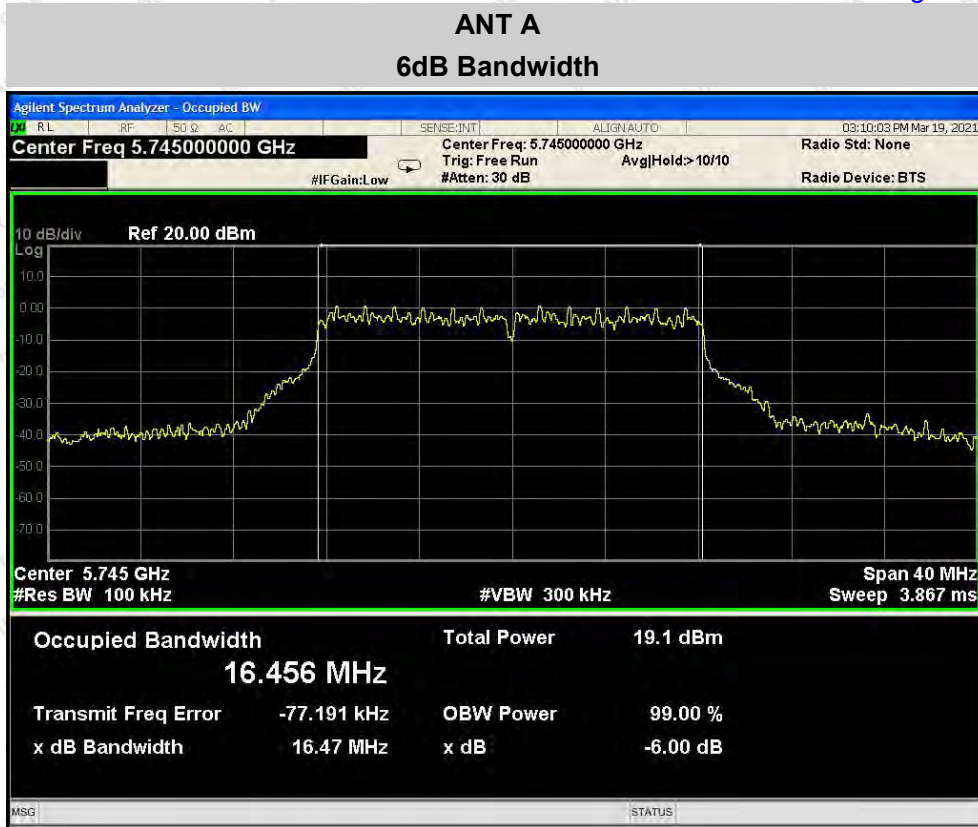 ANT A
6dB Bandwidth
Agilent Spectrum Analyzer - Occupied BW
LXI RL RF 50 Ω AC SENSE:INT ALIGN AUTO 03:10:03 PM Mar 19, 2021
Center Freq 5.745000000 GHz
Center Freq: 5.745000000 GHz
Radio Std: None
Trig: Free Run Avg|Hold:>10/10
#IFGain:Low #Atten: 30 dB
Radio Device: BTS
10 dB/div Ref 20.00 dBm
Log
10.0
0.00
-10.0
-20.0
-30.0
-40.0
-50.0
-60.0
-70.0
Center 5.745 GHz Span 40 MHz
#Res BW 100 kHz #VBW 300 kHz Sweep 3.867 ms
Occupied Bandwidth Total Power 19.1 dBm
16.456 MHz
Transmit Freq Error -77.191 kHz OBW Power 99.00 %
x dB Bandwidth 16.47 MHz x dB -6.00 dB
MSG STATUS